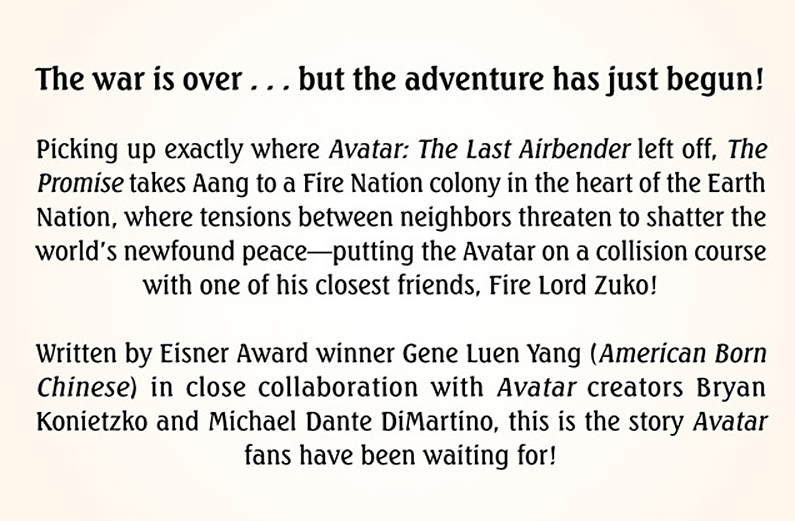 The war is over . . . but the adventure has just begun!
Picking up exactly where Avatar: The Last Airbender left off, The
Promise takes Aang to a Fire Nation colony in the heart of the Earth
Nation, where tensions between neighbors threaten to shatter the
world's newfound peace—putting the Avatar on a collision course
with one of his closest friends, Fire Lord Zuko!
Written by Eisner Award winner Gene Luen Yang (American Born
Chinese) in close collaboration with Avatar creators Bryan
Konietzko and Michael Dante DiMartino, this is the story Avatar
fans have been waiting for!